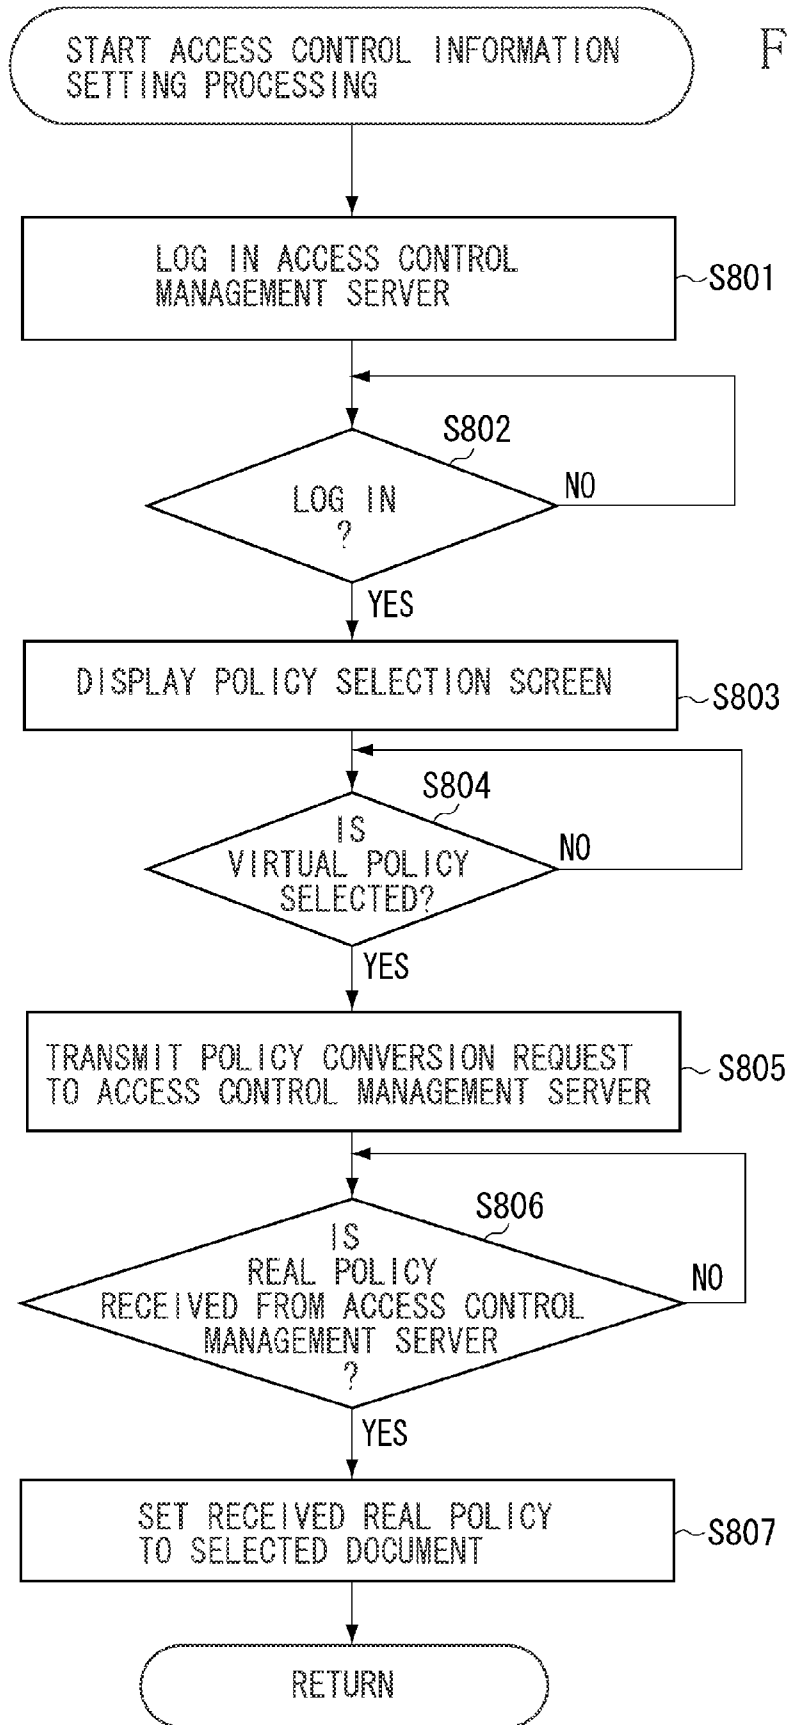 START ACCESS CONTROL INFORMATION
SETTING PROCESSING
F
LOG IN ACCESS CONTROL
MANAGEMENT SERVER
S801
S802
LOG IN
?
NO
YES
DISPLAY POLICY SELECTION SCREEN
S803
S804
IS
VIRTUAL POLICY
SELECTED?
NO
YES
TRANSMIT POLICY CONVERSION REQUEST
TO ACCESS CONTROL MANAGEMENT SERVER
S805
S806
IS
REAL POLICY
RECEIVED FROM ACCESS CONTROL
MANAGEMENT SERVER
?
NO
YES
SET RECEIVED REAL POLICY
TO SELECTED DOCUMENT
S807
RETURN